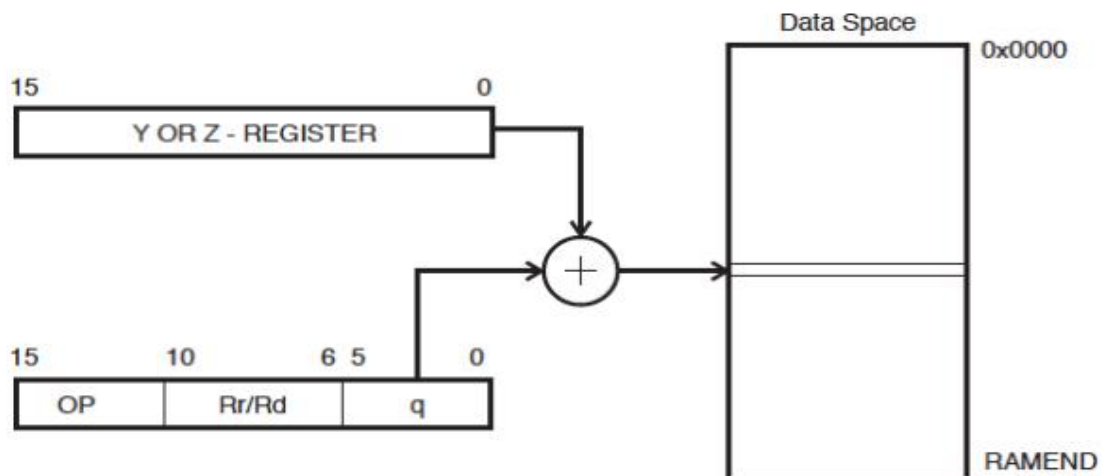 Data Space
0x0000
15 0
Y OR Z - REGISTER
15 10 6 5 0
OP Rr/Rd q
RAMEND